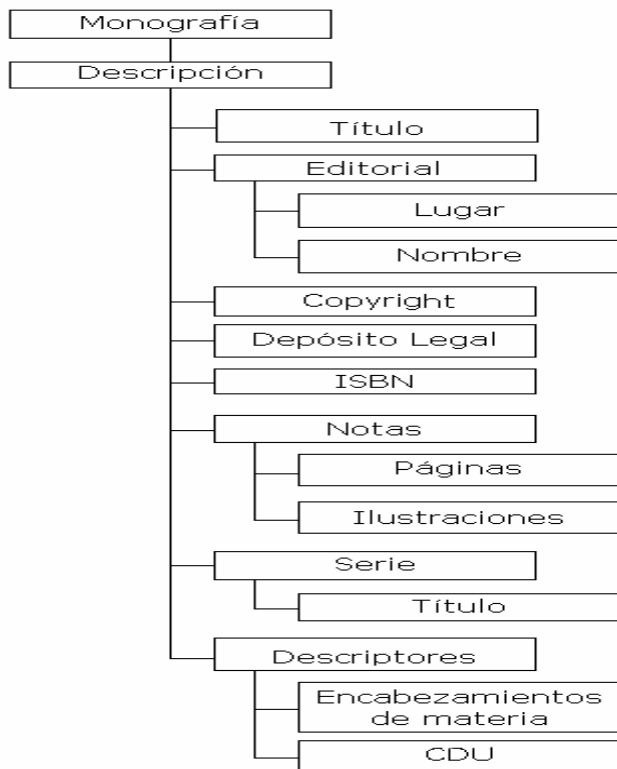 Monografía
Descripción
Título
Editorial
Lugar
Nombre
Copyright
Depósito Legal
ISBN
Notas
Páginas
Ilustraciones
Serie
Título
Descriptores
Encabezamientos
de materia
CDU